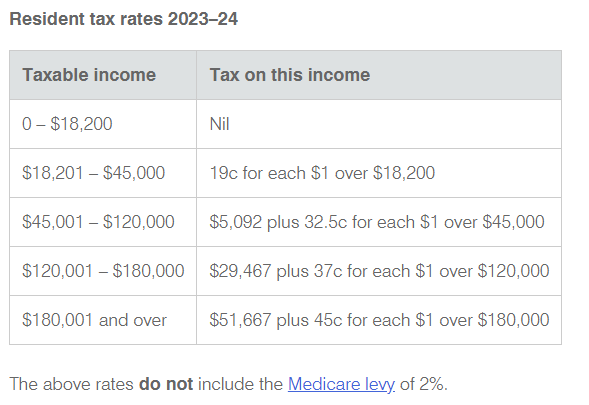 Resident tax rates 2023–24
Taxable income Tax on this income
0 – $18,200 Nil
$18,201 – $45,000 19c for each $1 over $18,200
$45,001 – $120,000 $5,092 plus 32.5c for each $1 over $45,000
$120,001 – $180,000 $29,467 plus 37c for each $1 over $120,000
$180,001 and over $51,667 plus 45c for each $1 over $180,000
The above rates do not include the Medicare levy of 2%.